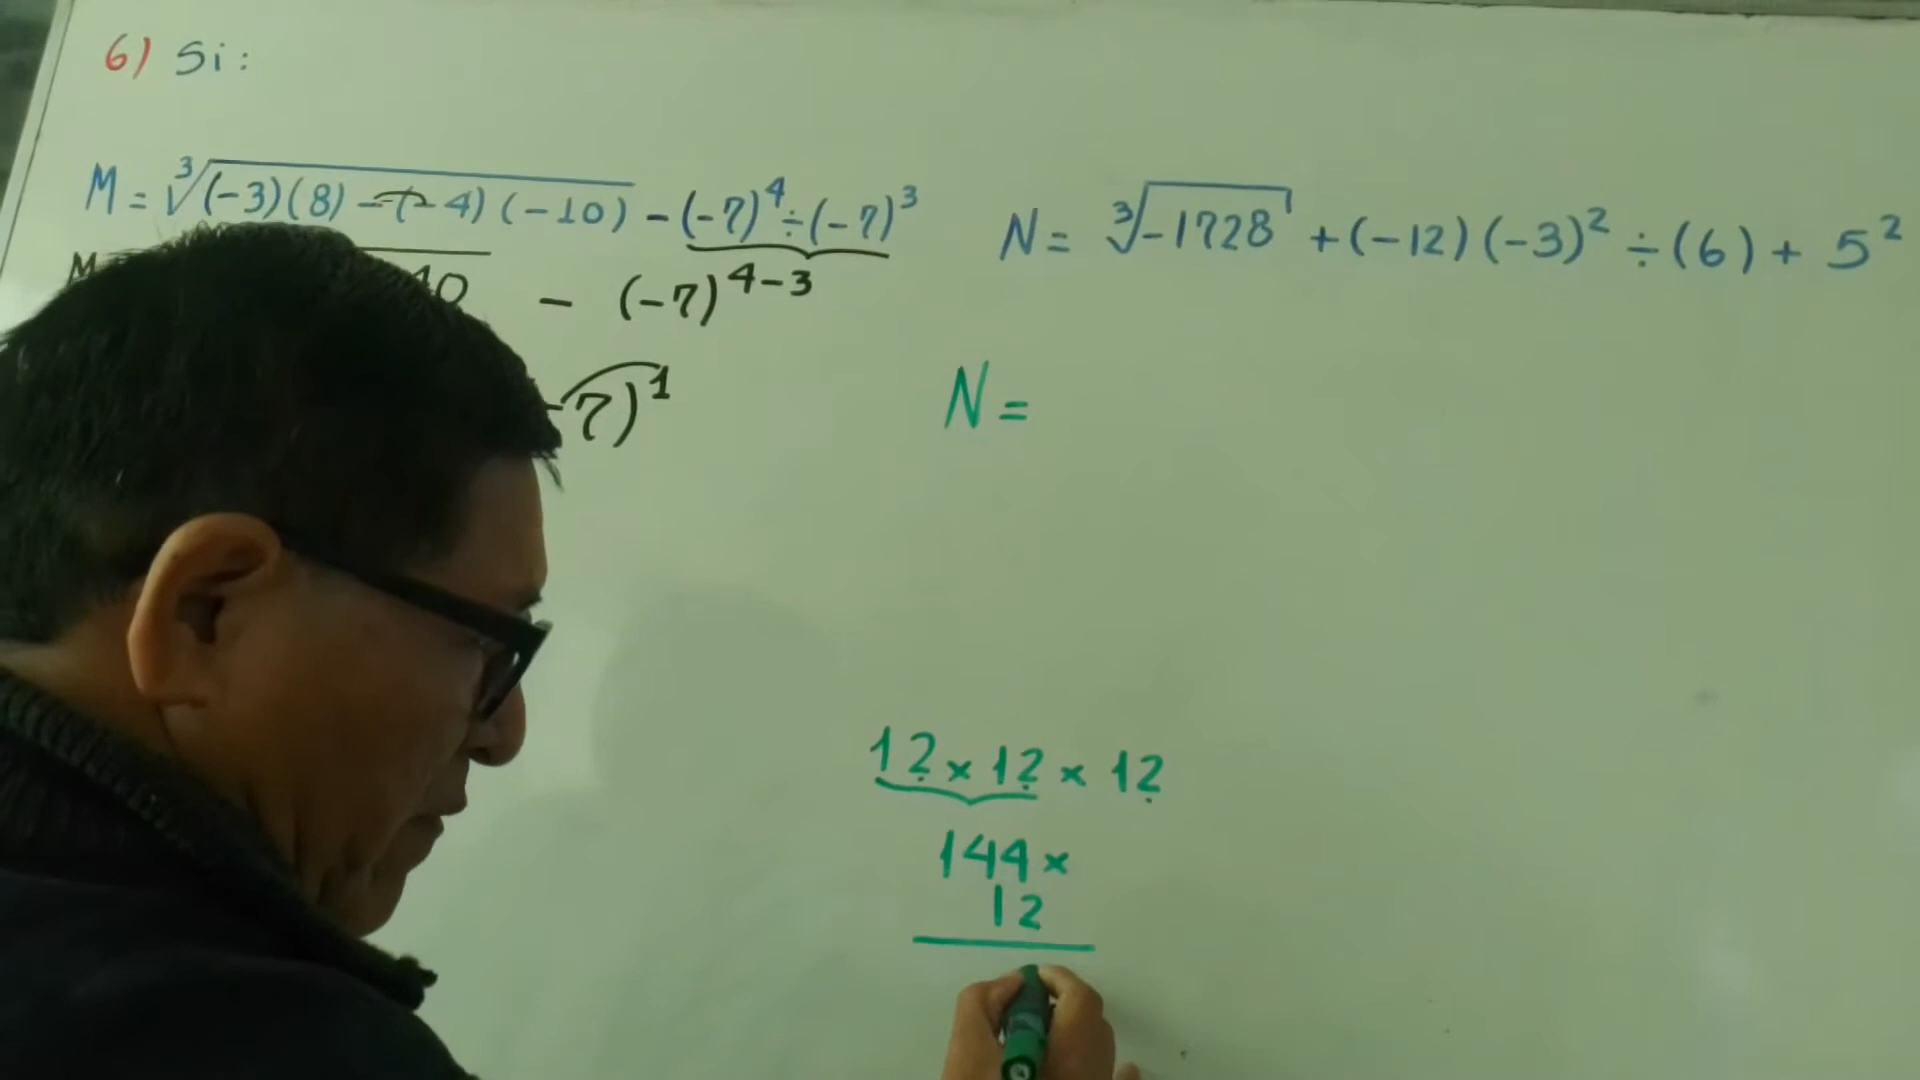 6) Si:
M = ∛((-3)(8) - (-4)(-10)) - (-7)⁴ ÷ (-7)³
N = ∛(-1728) + (-12)(-3)² ÷ (6) + 5²
40 - (-7)⁴⁻³
-7)¹
N =
12 × 12 × 12
144 ×
12